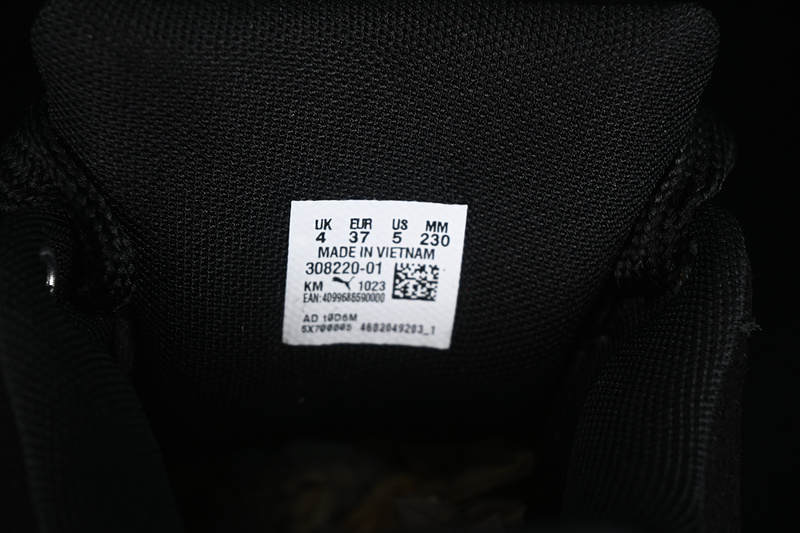 UK EUR US MM
4 37 5 230
MADE IN VIETNAM
308220-01
KM 1023
EAN:4099686590000
AD 10D6M
4682049203_1